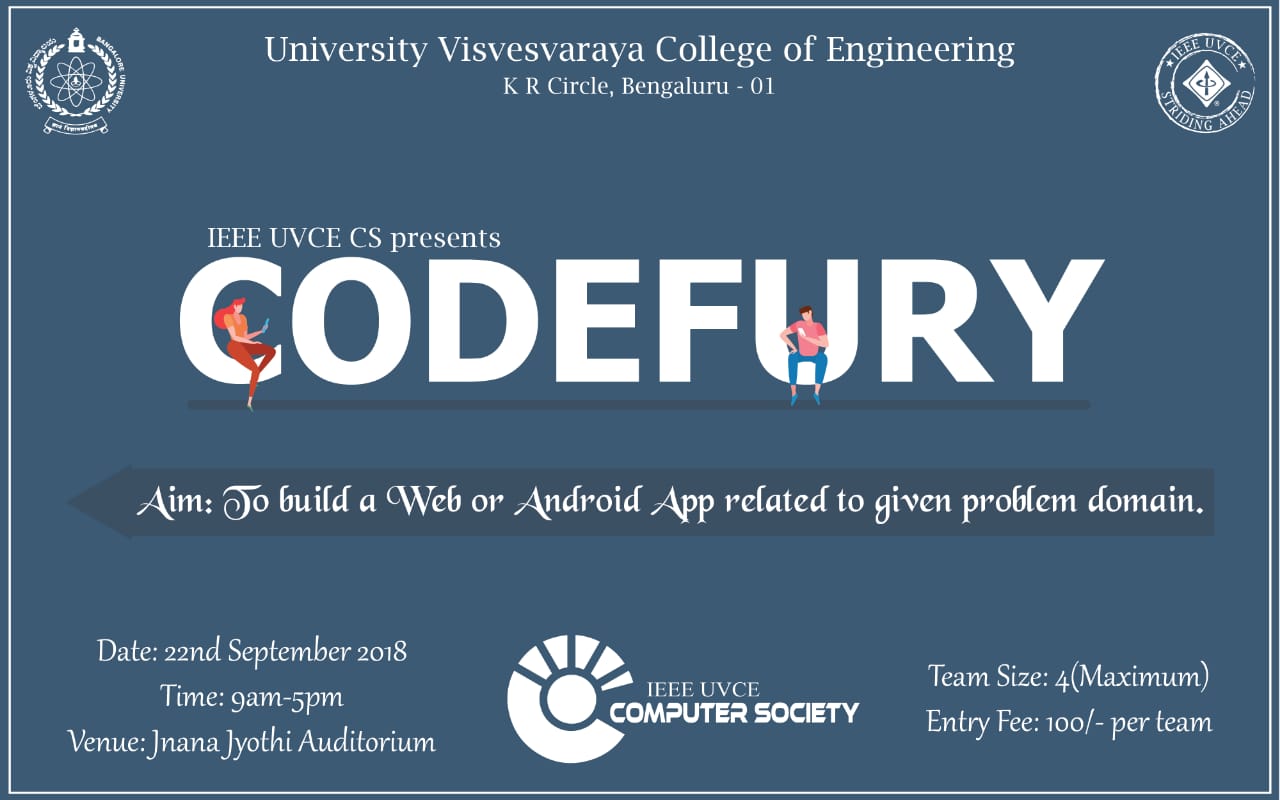 University Visvesvaraya College of Engineering
K R Circle, Bengaluru - 01
BANGALORE UNIVERSITY
IEEE UVCE
STRIDING AHEAD
IEEE UVCE CS presents
CODEFURY
Aim: To build a Web or Android App related to given problem domain.
Date: 22nd September 2018
Time: 9am-5pm
Venue: Jnana Jyothi Auditorium
IEEE UVCE
COMPUTER SOCIETY
Team Size: 4(Maximum)
Entry Fee: 100/- per team